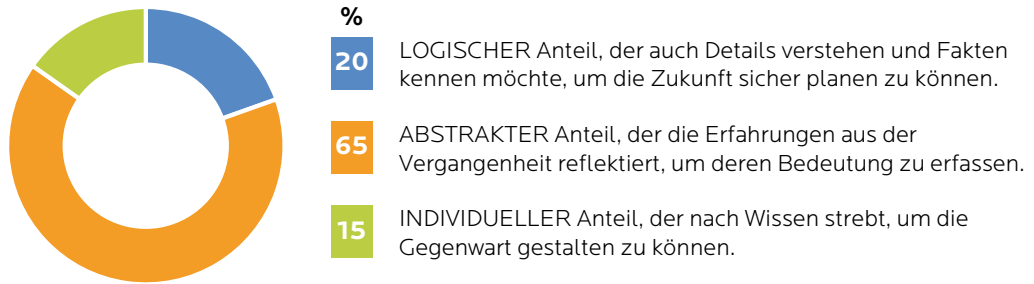 %
20
LOGISCHER Anteil, der auch Details verstehen und Fakten
kennen möchte, um die Zukunft sicher planen zu können.
65
ABSTRAKTER Anteil, der die Erfahrungen aus der
Vergangenheit reflektiert, um deren Bedeutung zu erfassen.
15
INDIVIDUELLER Anteil, der nach Wissen strebt, um die
Gegenwart gestalten zu können.